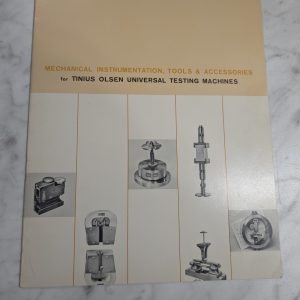 MECHANICAL INSTRUMENTATION, TOOLS & ACCESSORIES
for TINIUS OLSEN UNIVERSAL TESTING MACHINES